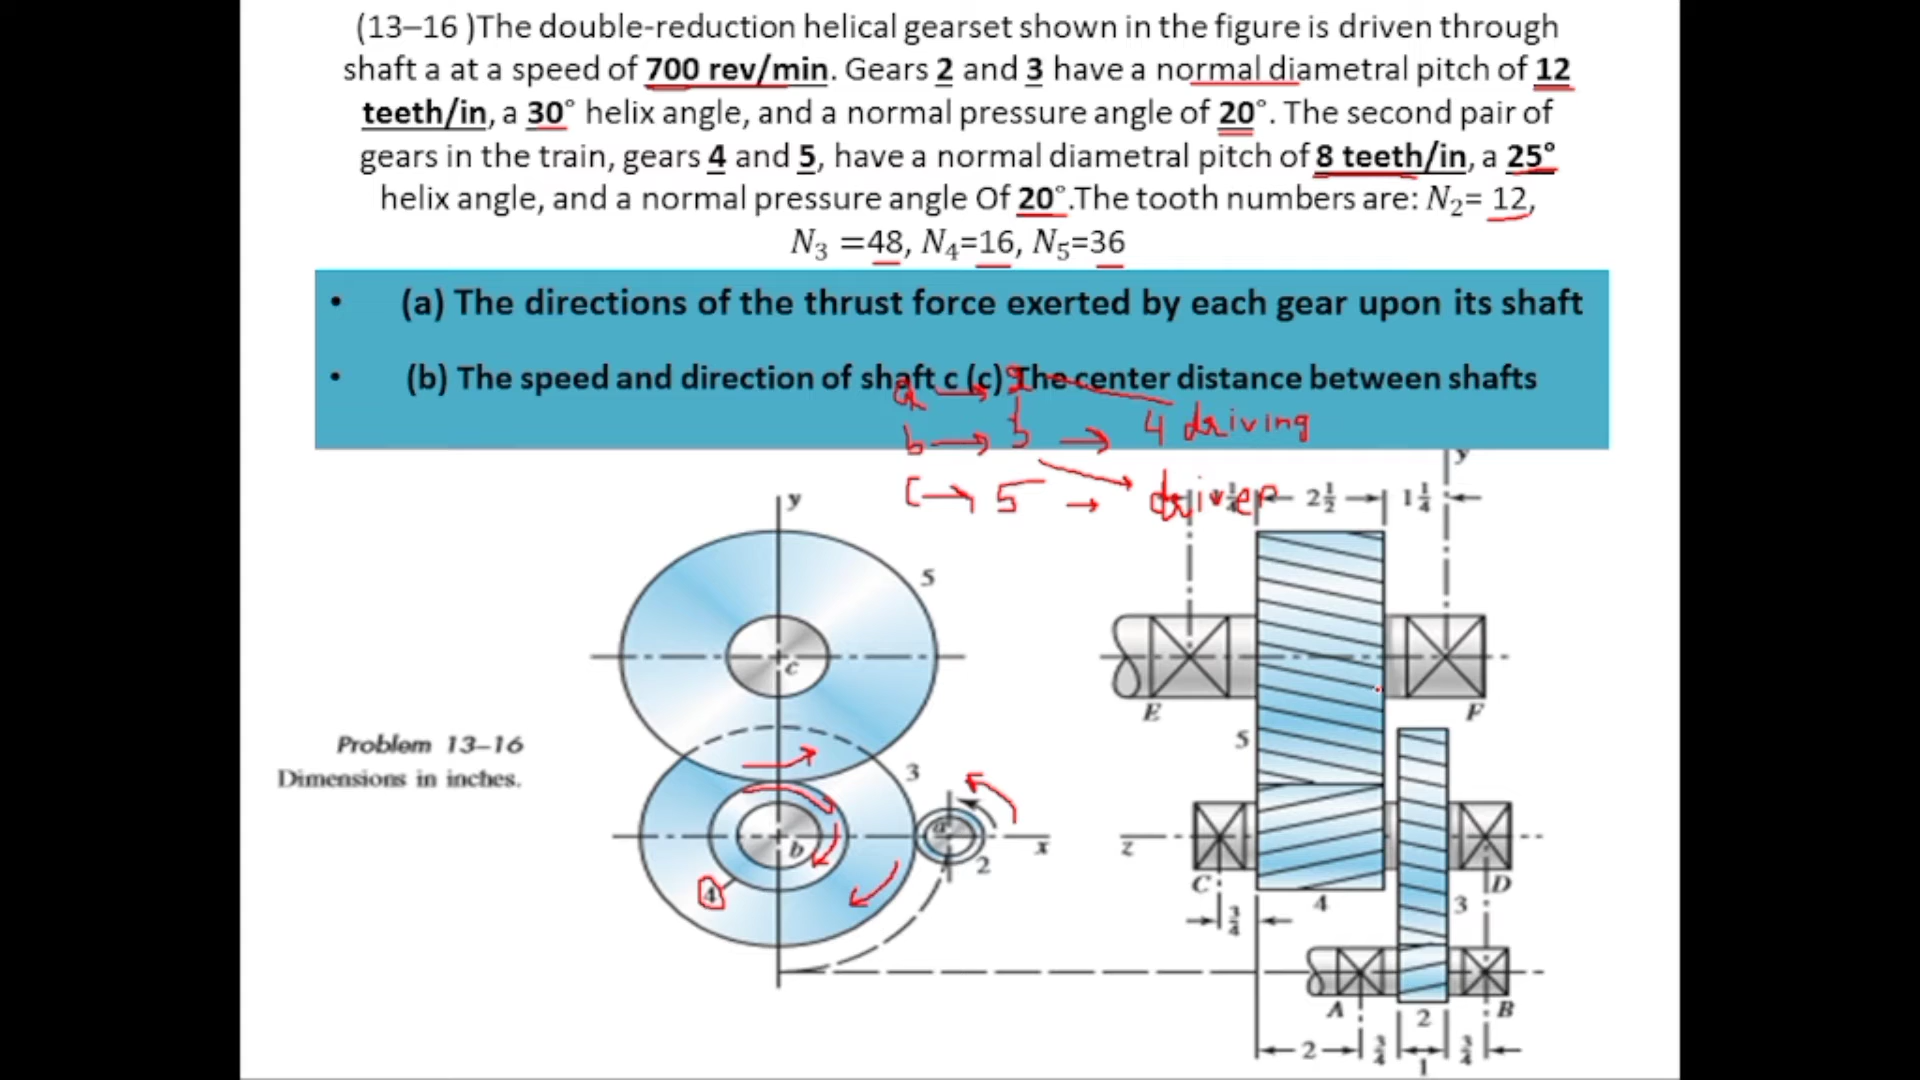 (13–16 )The double-reduction helical gearset shown in the figure is driven through
shaft a at a speed of 700 rev/min. Gears 2 and 3 have a normal diametral pitch of 12
teeth/in, a 30° helix angle, and a normal pressure angle of 20°. The second pair of
gears in the train, gears 4 and 5, have a normal diametral pitch of 8 teeth/in, a 25°
helix angle, and a normal pressure angle Of 20°.The tooth numbers are: N₂= 12,
N₃ =48, N₄=16, N₅=36
• (a) The directions of the thrust force exerted by each gear upon its shaft
• (b) The speed and direction of shaft c (c) The center distance between shafts
a → 2
b → 3 → 4 driving
c → 5 → driven
y
5
c
3
a
b
2
x
4
Problem 13–16
Dimensions in inches.
y
2 1/2
1 1/4
E
F
5
z
C
D
4
3
3/4
A
B
2
2
3/4
1
3/4